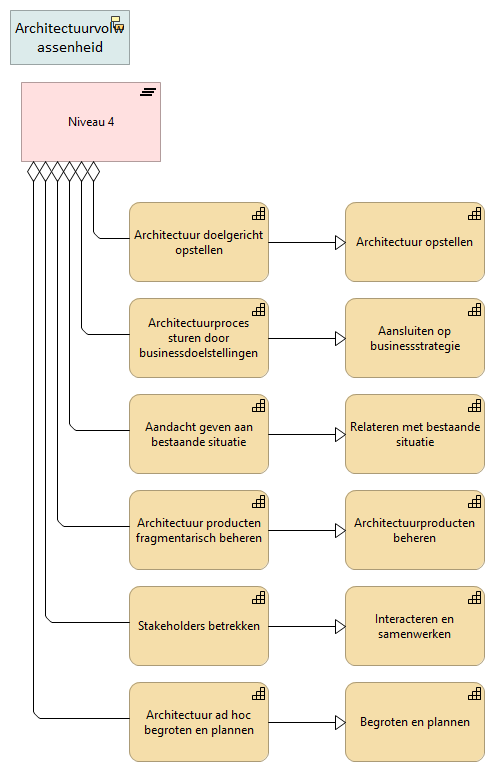 Architectuurvolw
assenheid
Niveau 4
Architectuur doelgericht
opstellen
Architectuur opstellen
Architectuurproces
sturen door
businessdoelstellingen
Aansluiten op
businessstrategie
Aandacht geven aan
bestaande situatie
Relateren met bestaande
situatie
Architectuur producten
fragmentarisch beheren
Architectuurproducten
beheren
Stakeholders betrekken
Interacteren en
samenwerken
Architectuur ad hoc
begroten en plannen
Begroten en plannen